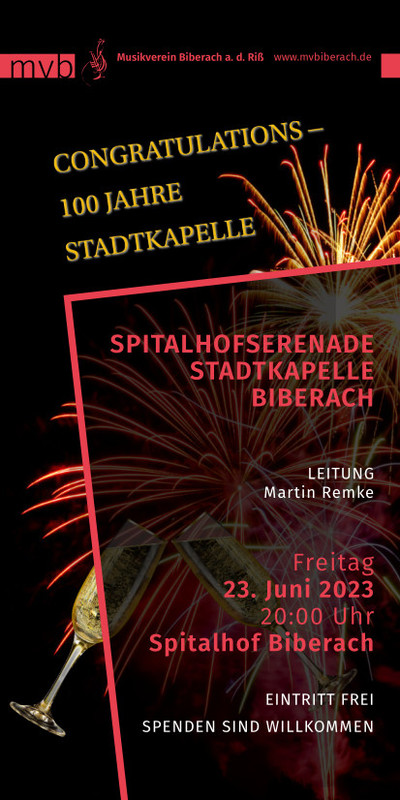 mvb
Musikverein Biberach a. d. Riß www.mvbiberach.de
CONGRATULATIONS –
100 JAHRE
STADTKAPELLE
SPITALHOFSERENADE
STADTKAPELLE
BIBERACH
LEITUNG
Martin Remke
Freitag
23. Juni 2023
20:00 Uhr
Spitalhof Biberach
EINTRITT FREI
SPENDEN SIND WILLKOMMEN